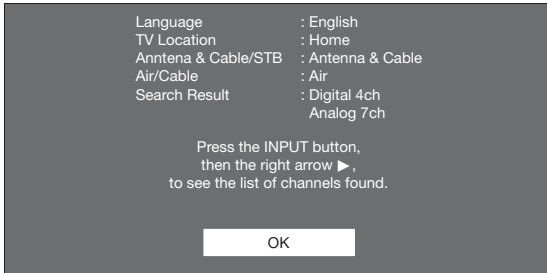 Language : English
TV Location : Home
Anntena & Cable/STB : Antenna & Cable
Air/Cable : Air
Search Result : Digital 4ch
Analog 7ch
Press the INPUT button,
then the right arrow ▶,
to see the list of channels found.
OK